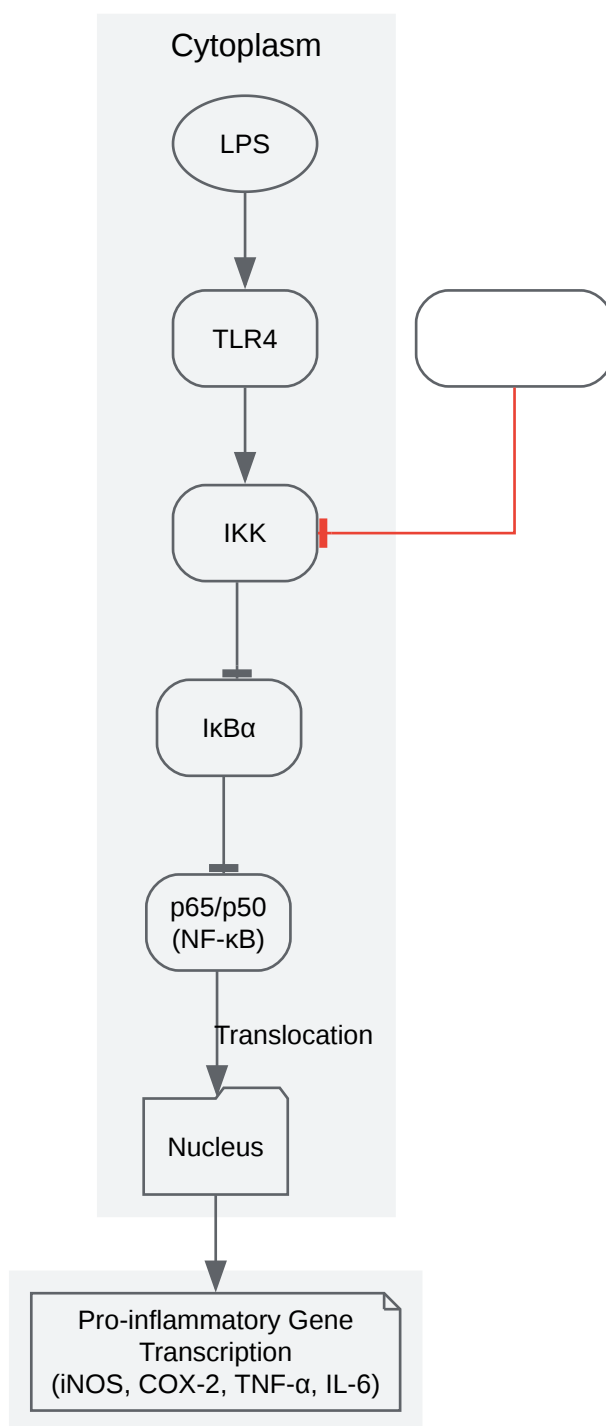 Cytoplasm
LPS
TLR4
IKK
IκBα
p65/p50
(NF-κB)
Translocation
Nucleus
Pro-inflammatory Gene
Transcription
(iNOS, COX-2, TNF-α, IL-6)